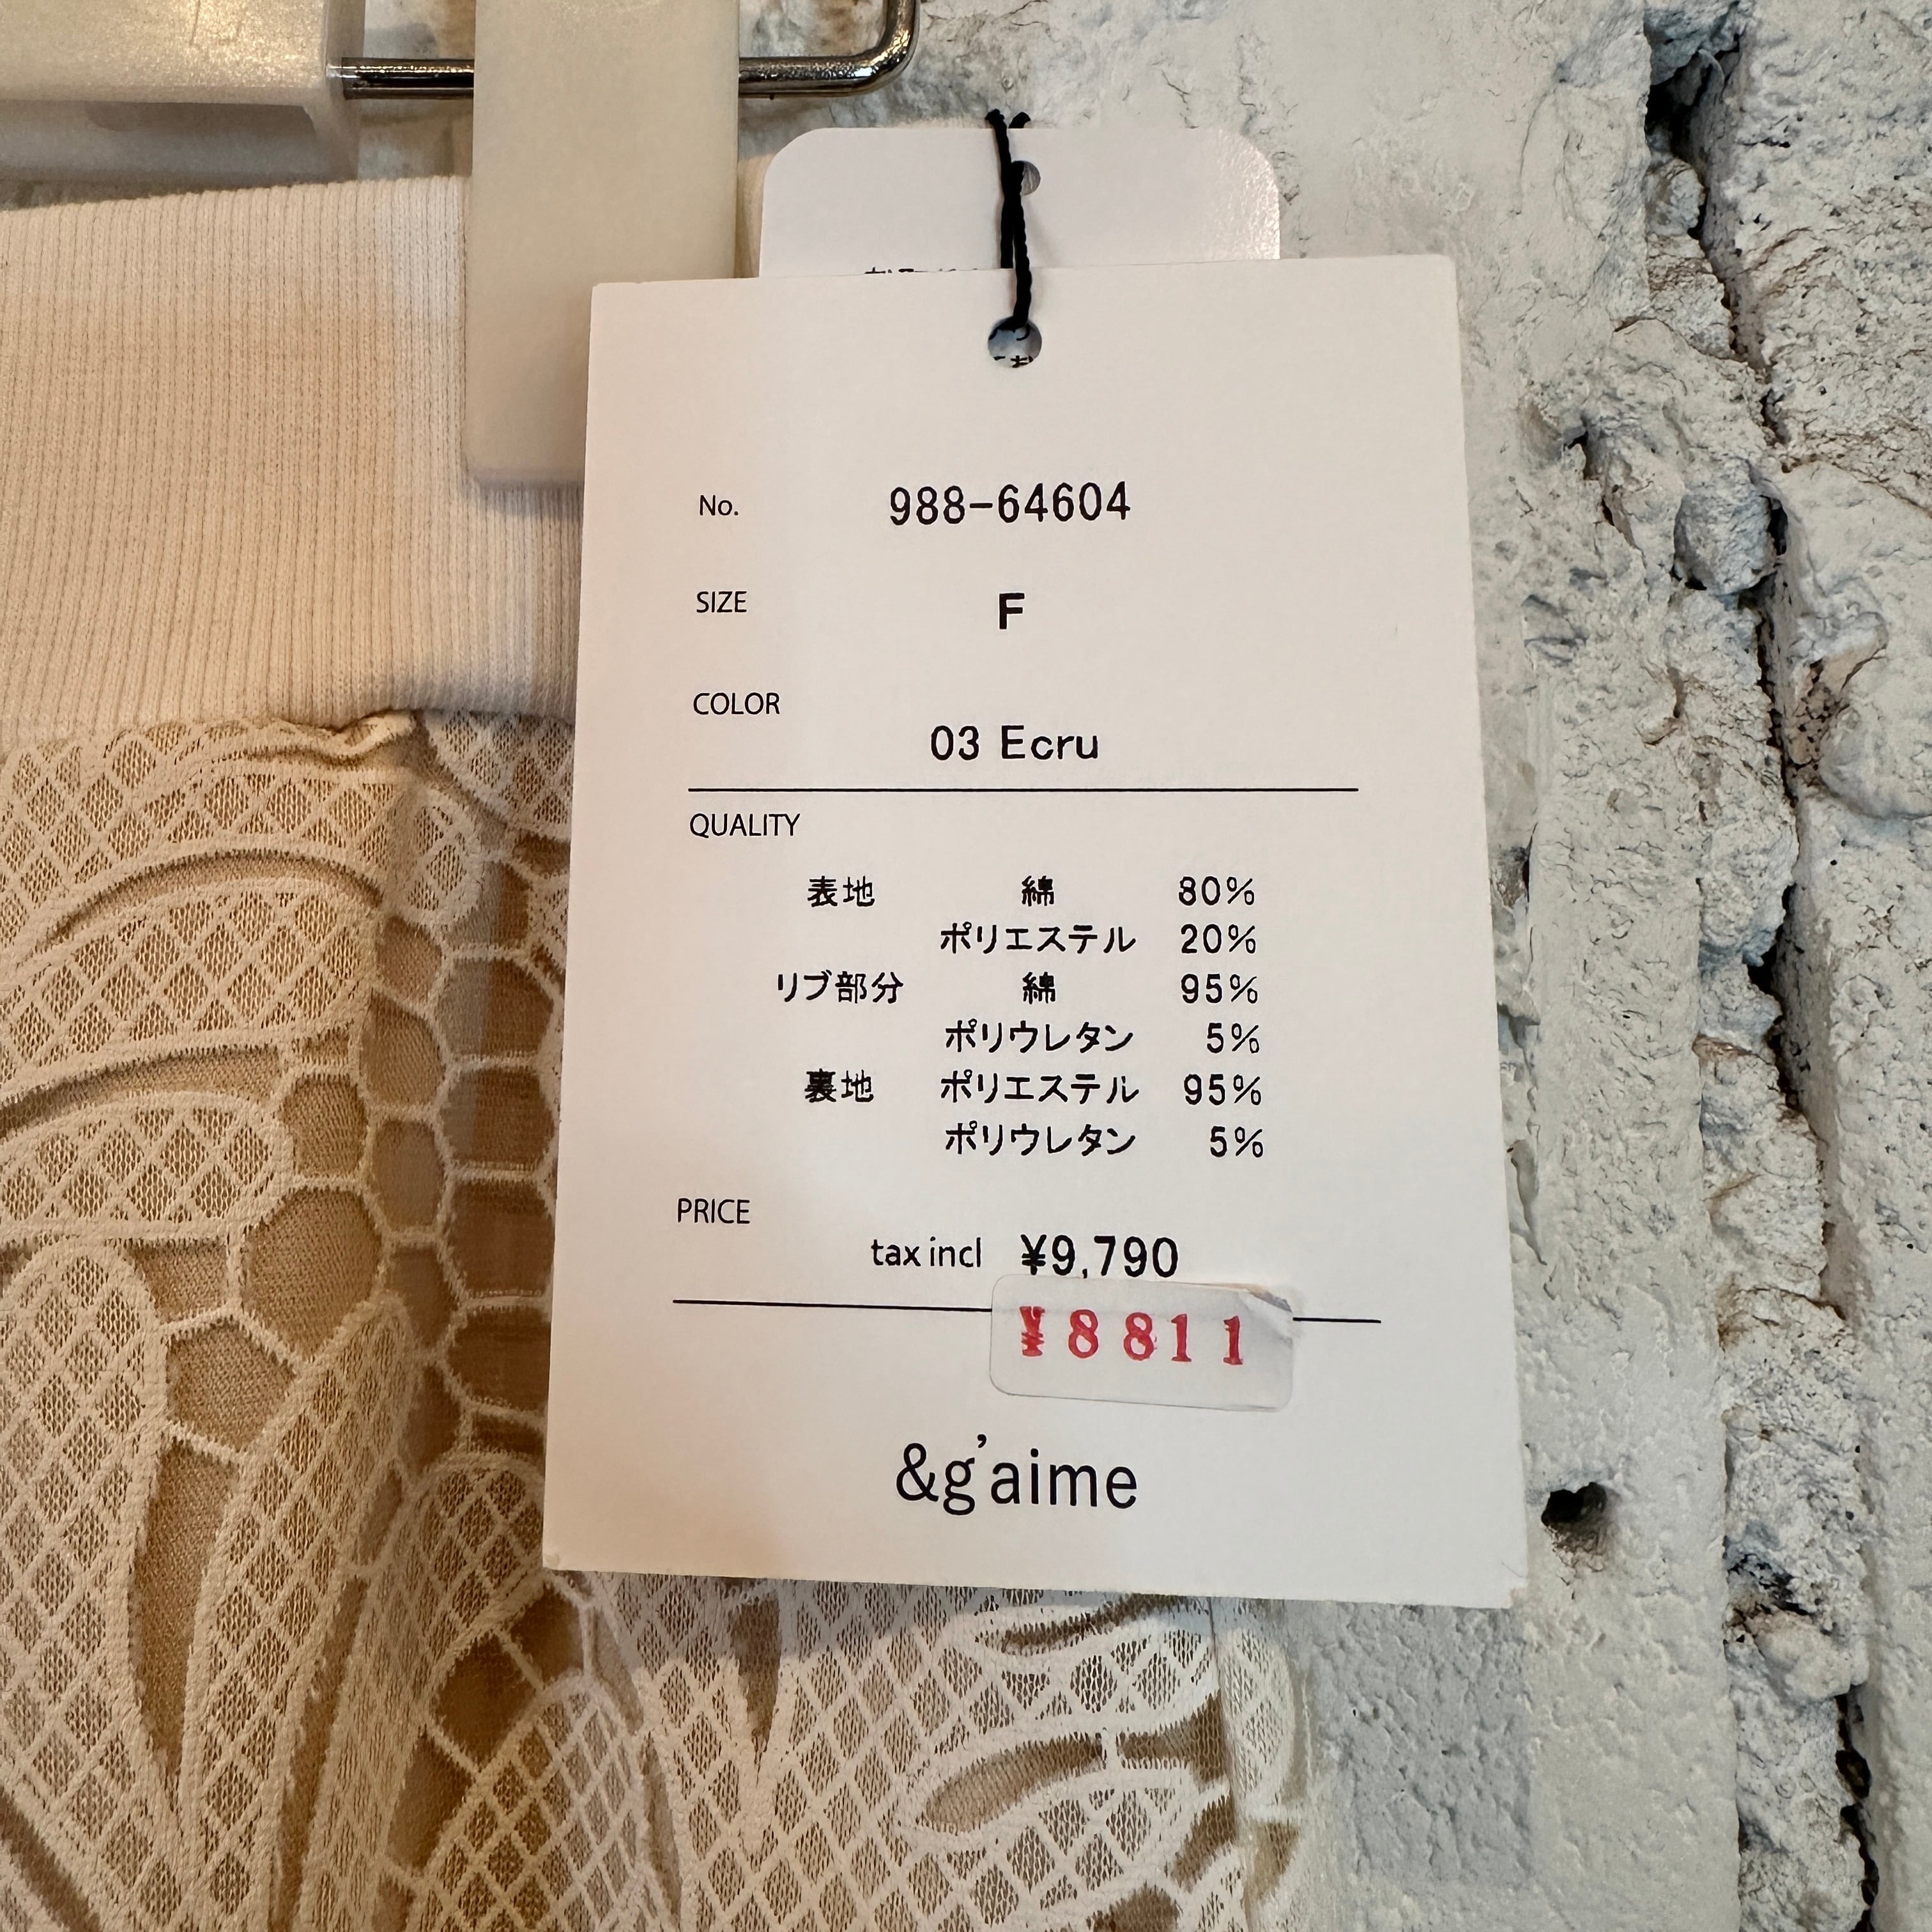 No. 988-64604
SIZE F
COLOR
03 Ecru
QUALITY
表地 綿 80%
ポリエステル 20%
リブ部分 綿 95%
ポリウレタン 5%
裏地 ポリエステル 95%
ポリウレタン 5%
PRICE
tax incl ¥9,790
¥8811
&g'aime